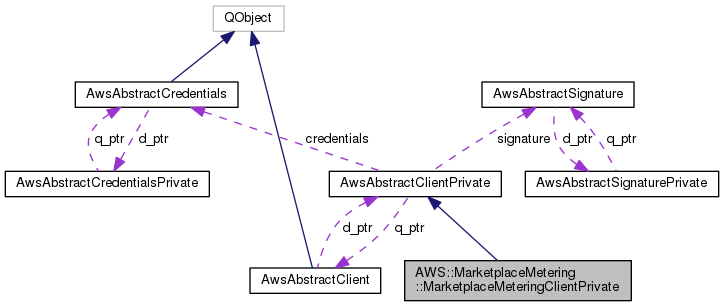 QObject
AwsAbstractCredentials
AwsAbstractSignature
q_ptr
d_ptr
credentials
signature
d_ptr
q_ptr
AwsAbstractCredentialsPrivate
AwsAbstractClientPrivate
AwsAbstractSignaturePrivate
d_ptr
q_ptr
AwsAbstractClient
AWS::MarketplaceMetering
::MarketplaceMeteringClientPrivate